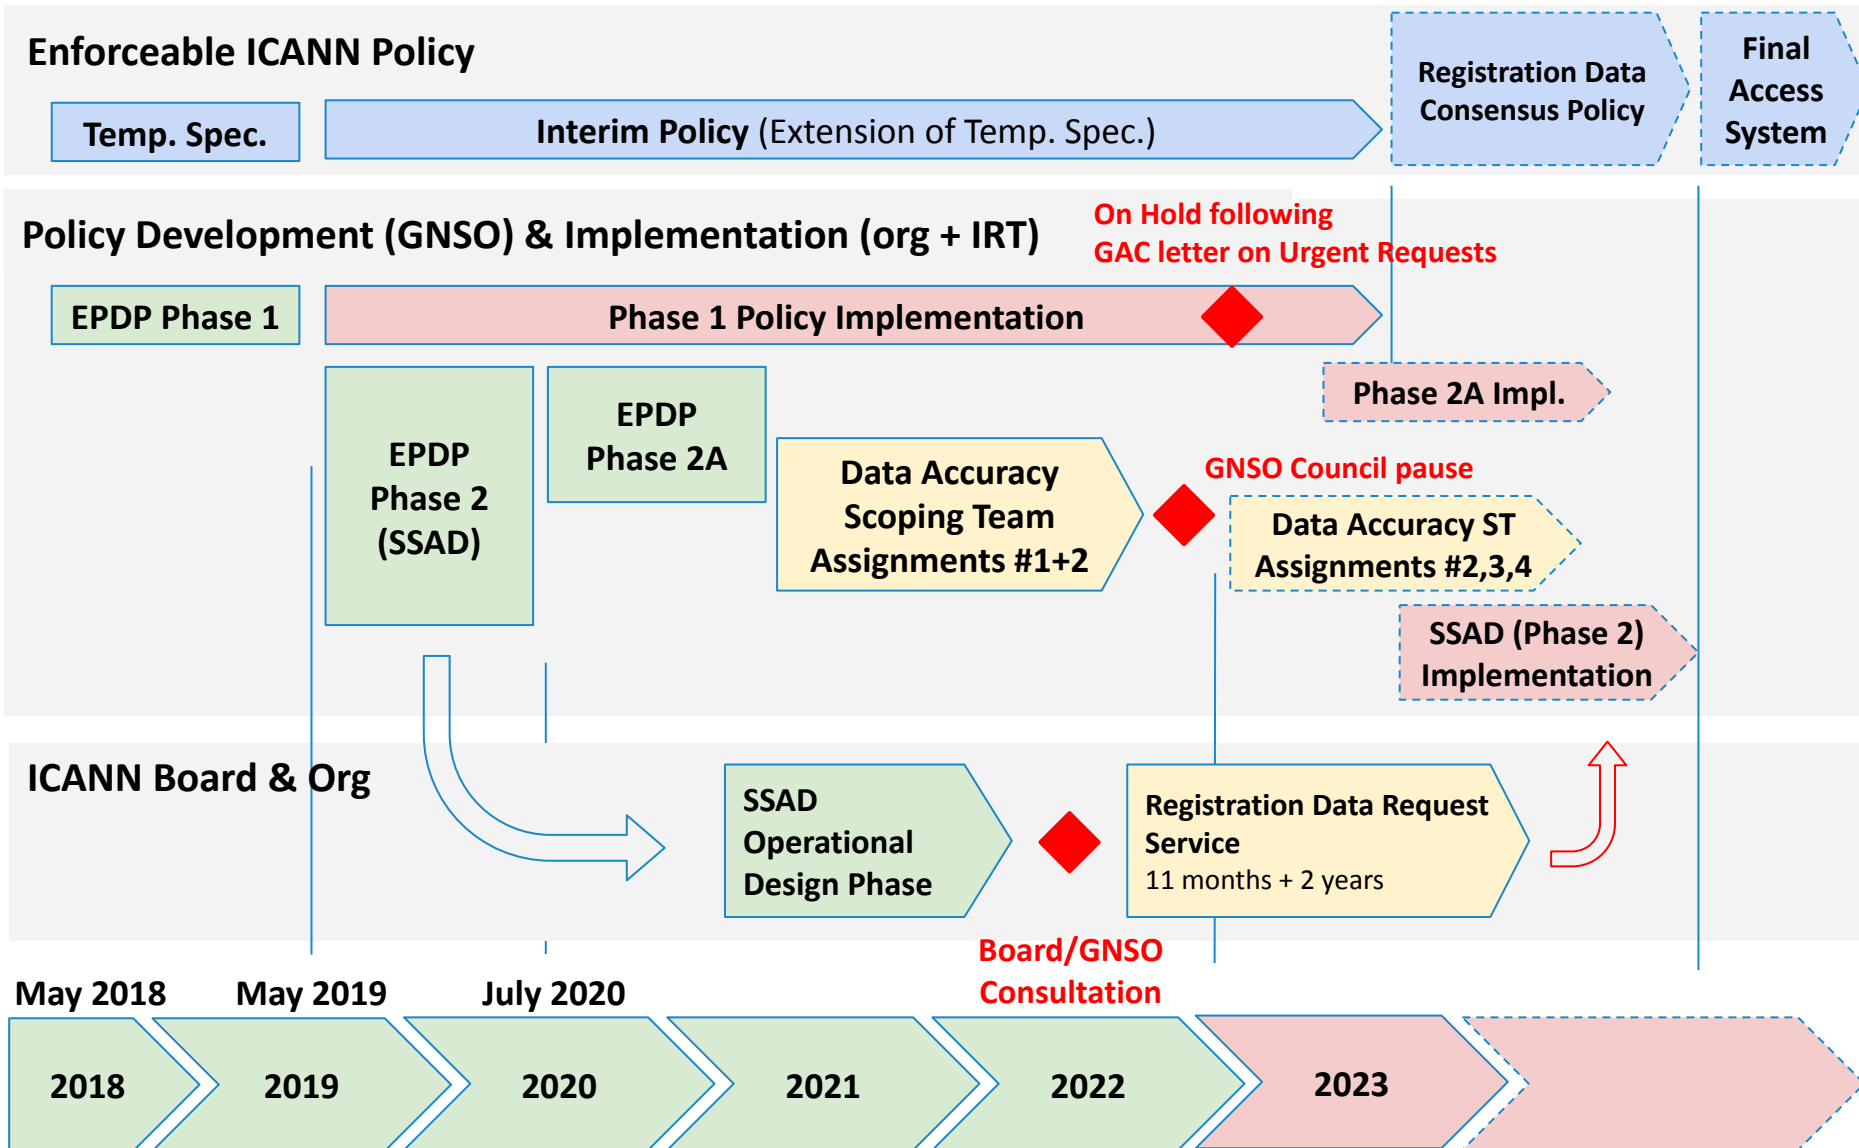 Enforceable ICANN Policy
Temp. Spec.
Interim Policy (Extension of Temp. Spec.)
Registration Data
Consensus Policy
Final
Access
System
Policy Development (GNSO) & Implementation (org + IRT)
On Hold following
GAC letter on Urgent Requests
EPDP Phase 1
Phase 1 Policy Implementation
Phase 2A Impl.
EPDP
Phase 2
(SSAD)
EPDP
Phase 2A
Data Accuracy
Scoping Team
Assignments #1+2
GNSO Council pause
Data Accuracy ST
Assignments #2,3,4
SSAD (Phase 2)
Implementation
ICANN Board & Org
SSAD
Operational
Design Phase
Registration Data Request
Service
11 months + 2 years
Board/GNSO
Consultation
May 2018
May 2019
July 2020
2018
2019
2020
2021
2022
2023